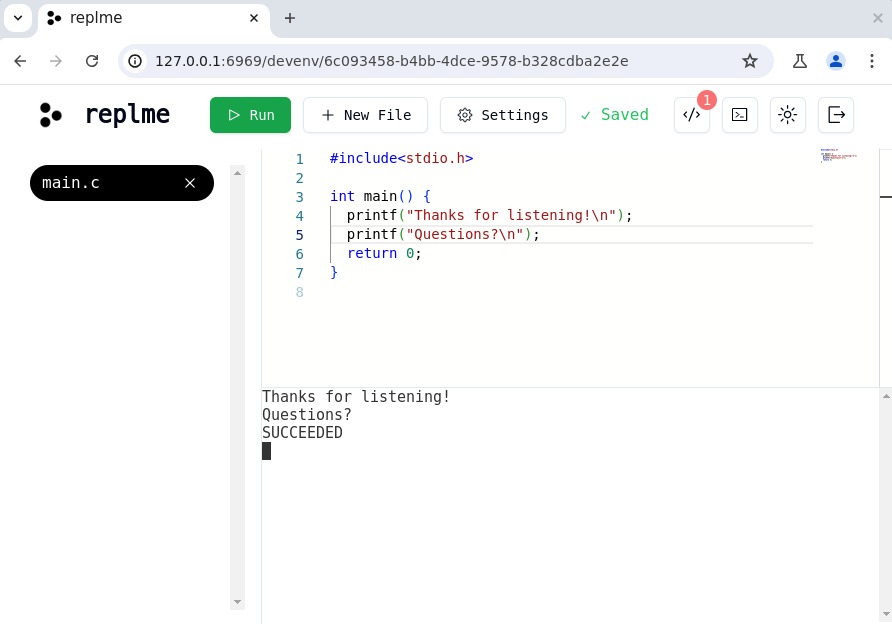 replme
127.0.0.1:6969/devenv/6c093458-b4bb-4dce-9578-b328cdba2e2e
replme Run New File Settings Saved 1
main.c
1 #include<stdio.h>
2
3 int main() {
4 printf("Thanks for listening!\n");
5 printf("Questions?\n");
6 return 0;
7 }
8
Thanks for listening!
Questions?
SUCCEEDED